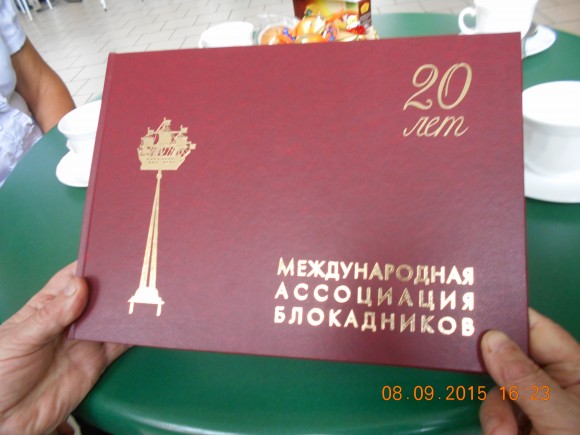 20
лет
МЕЖДУНАРОДНАЯ
АССОЦИАЦИЯ
БЛОКАДНИКОВ
08.09.2015 16:23